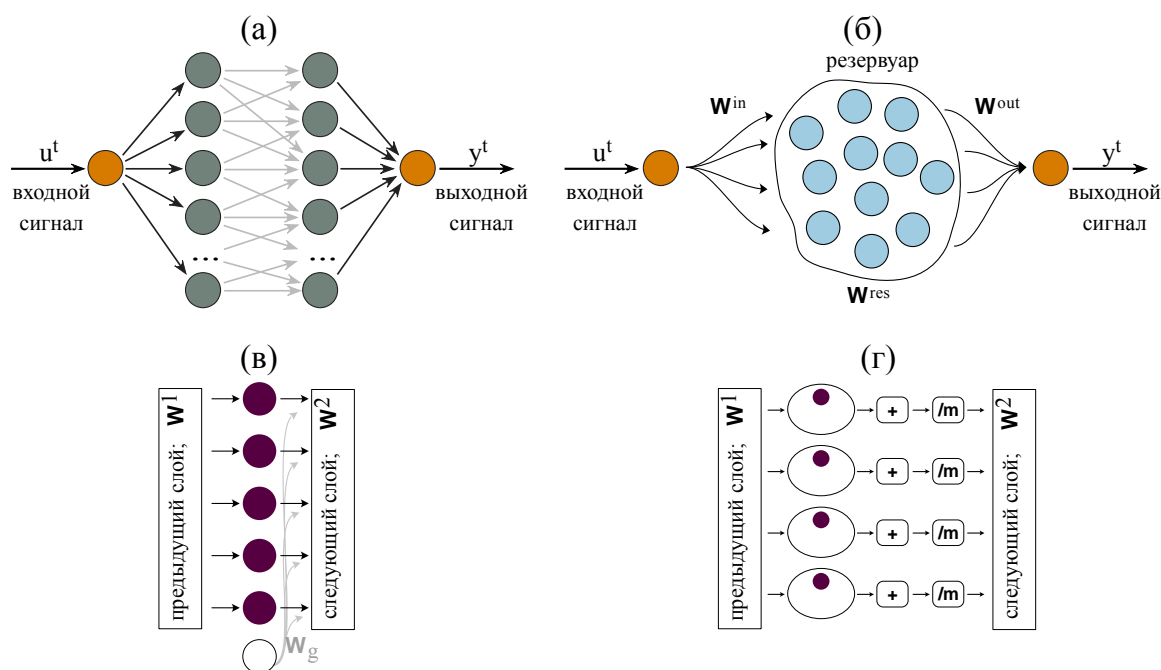 (а)
(б)
резервуар
W^in
W^out
u^t
входной
сигнал
y^t
выходной
сигнал
...
...
u^t
входной
сигнал
y^t
выходной
сигнал
W^res
(в)
(г)
предыдущий слой; W^1
следующий слой; W^2
W_g
предыдущий слой; W^1
+
/m
+
/m
+
/m
+
/m
следующий слой; W^2